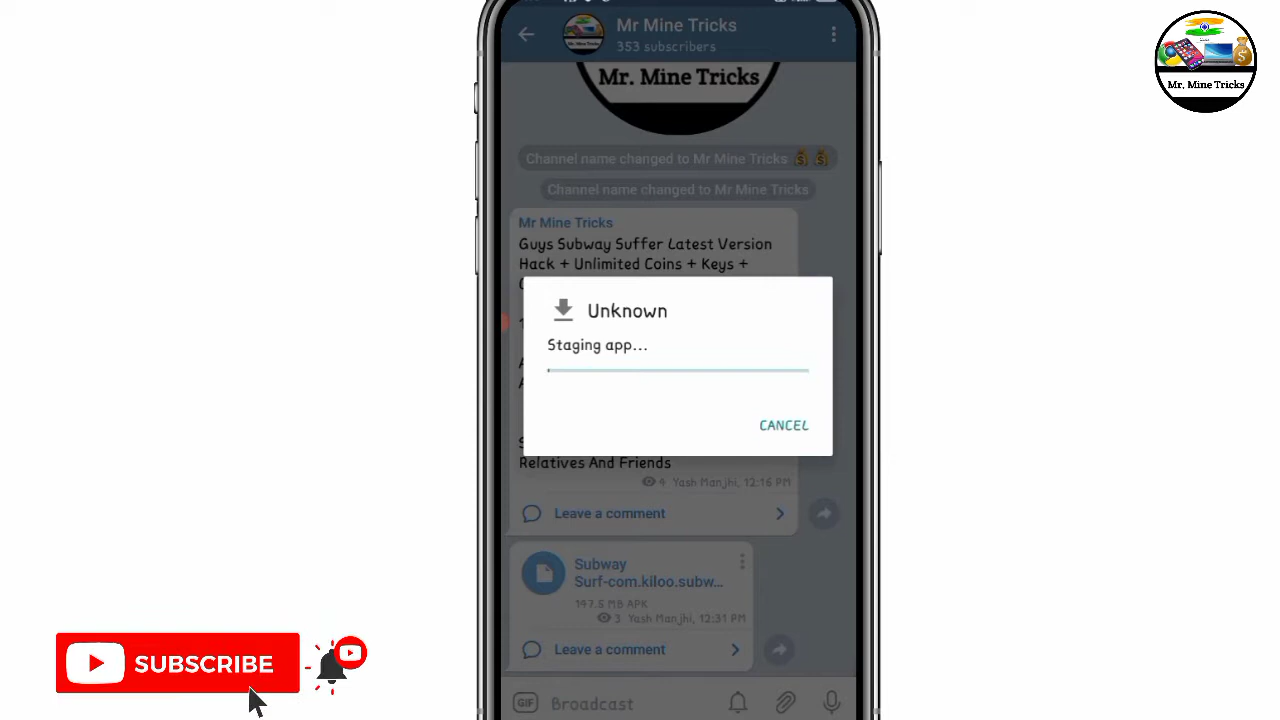 Mr Mine Tricks
353 subscribers
Mr. Mine Tricks
Mr. Mine Tricks
Channel name changed to Mr Mine Tricks 💰 💰
Channel name changed to Mr Mine Tricks
Mr Mine Tricks
Guys Subway Suffer Latest Version
Hack + Unlimited Coins + Keys +
Unknown
Staging app...
CANCEL
Relatives And Friends
4 Yash Manjhi, 12:16 PM
Leave a comment
Subway
Surf-com.kiloo.subw...
147.5 MB APK
3 Yash Manjhi, 12:31 PM
Leave a comment
GIF
Broadcast
SUBSCRIBE